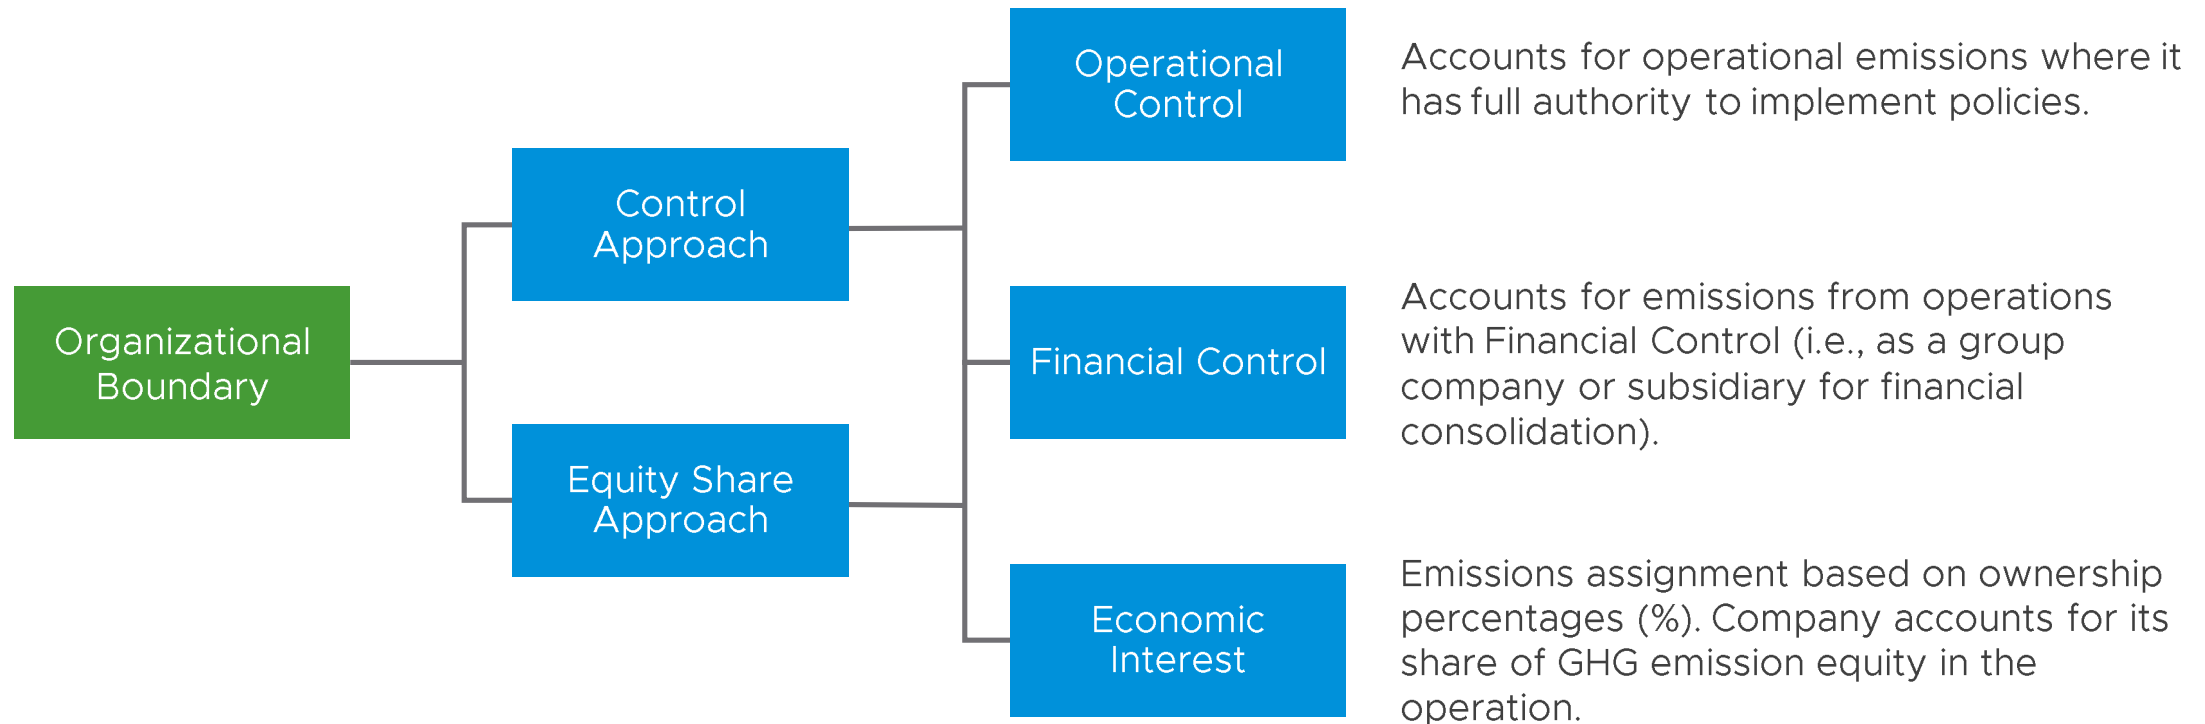 Organizational
Boundary
Control
Approach
Equity Share
Approach
Operational
Control
Accounts for operational emissions where it
has full authority to implement policies.
Financial Control
Accounts for emissions from operations
with Financial Control (i.e., as a group
company or subsidiary for financial
consolidation).
Economic
Interest
Emissions assignment based on ownership
percentages (%). Company accounts for its
share of GHG emission equity in the
operation.